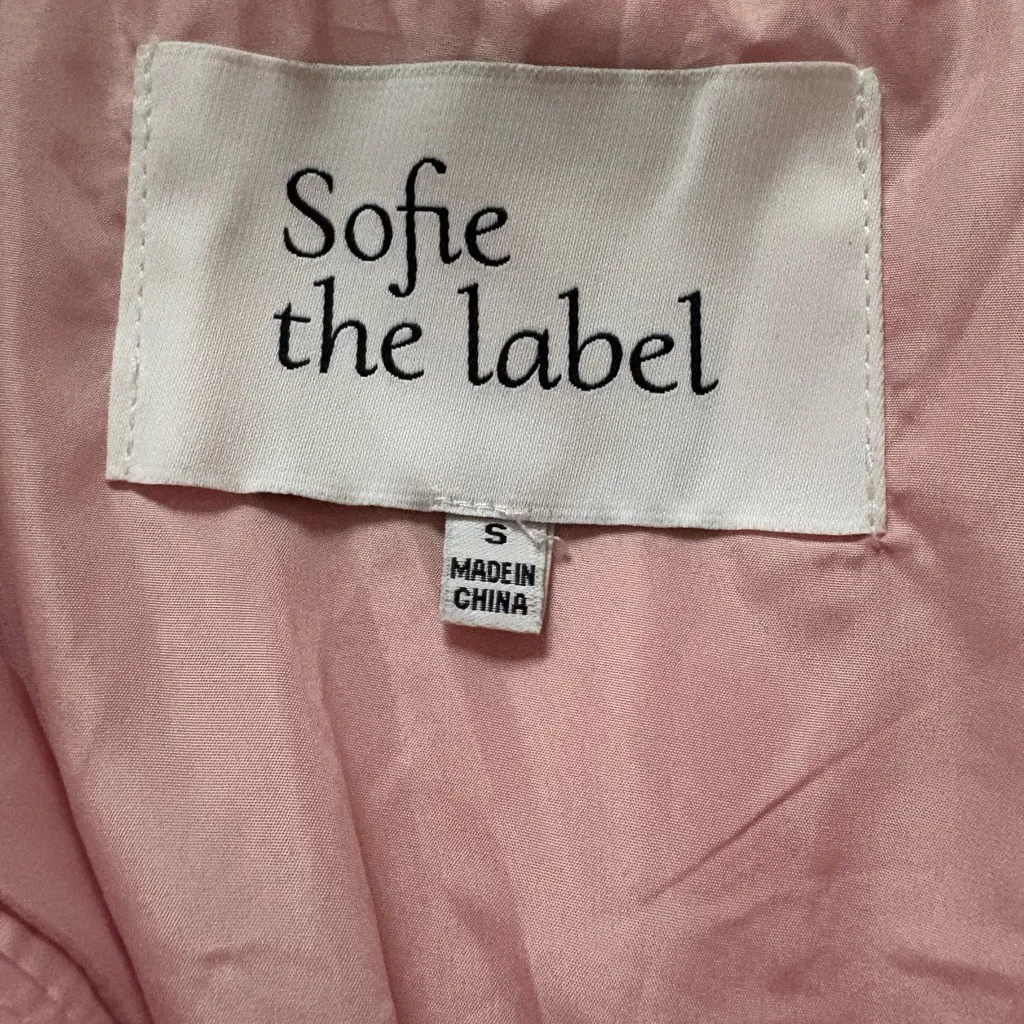 Sofie
the label
S
MADE IN
CHINA